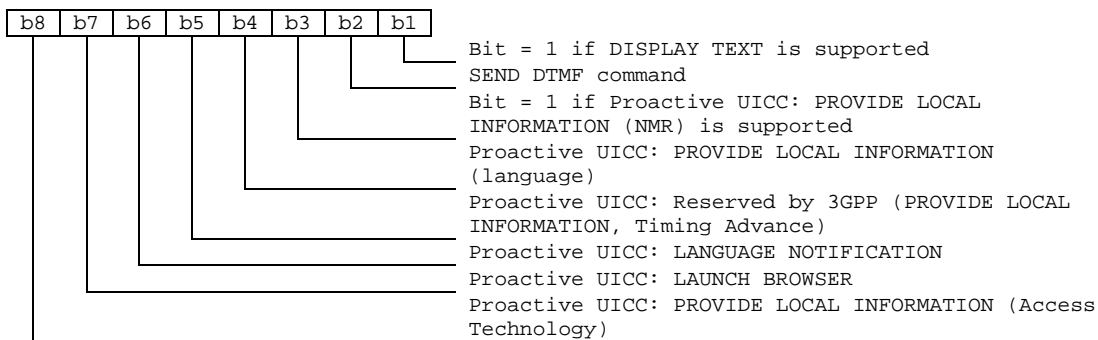 b8 b7 b6 b5 b4 b3 b2 b1
Bit = 1 if DISPLAY TEXT is supported
SEND DTMF command
Bit = 1 if Proactive UICC: PROVIDE LOCAL
INFORMATION (NMR) is supported
Proactive UICC: PROVIDE LOCAL INFORMATION
(language)
Proactive UICC: Reserved by 3GPP (PROVIDE LOCAL
INFORMATION, Timing Advance)
Proactive UICC: LANGUAGE NOTIFICATION
Proactive UICC: LAUNCH BROWSER
Proactive UICC: PROVIDE LOCAL INFORMATION (Access
Technology)